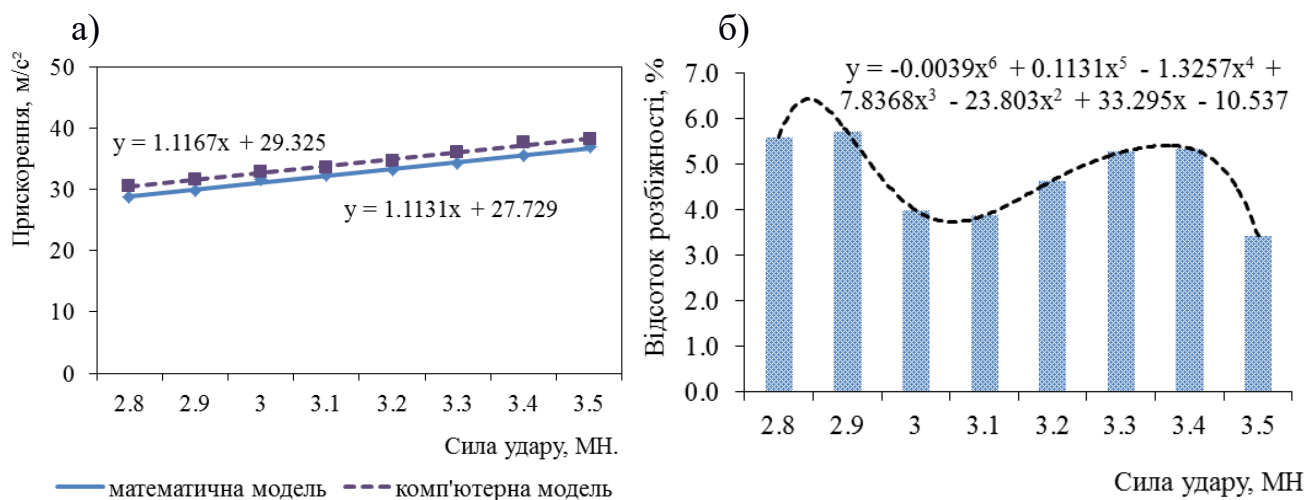 а)
Прискорення, м/с²
50
40
30
20
10
0
y = 1.1167x + 29.325
y = 1.1131x + 27.729
2.8 2.9 3 3.1 3.2 3.3 3.4 3.5
Сила удару, МН.
математична модель комп'ютерна модель
б)
Відсоток розбіжності, %
7.0
6.0
5.0
4.0
3.0
2.0
1.0
0.0
y = -0.0039x⁶ + 0.1131x⁵ - 1.3257x⁴ +
7.8368x³ - 23.803x² + 33.295x - 10.537
2.8 2.9 3 3.1 3.2 3.3 3.4 3.5
Сила удару, МН